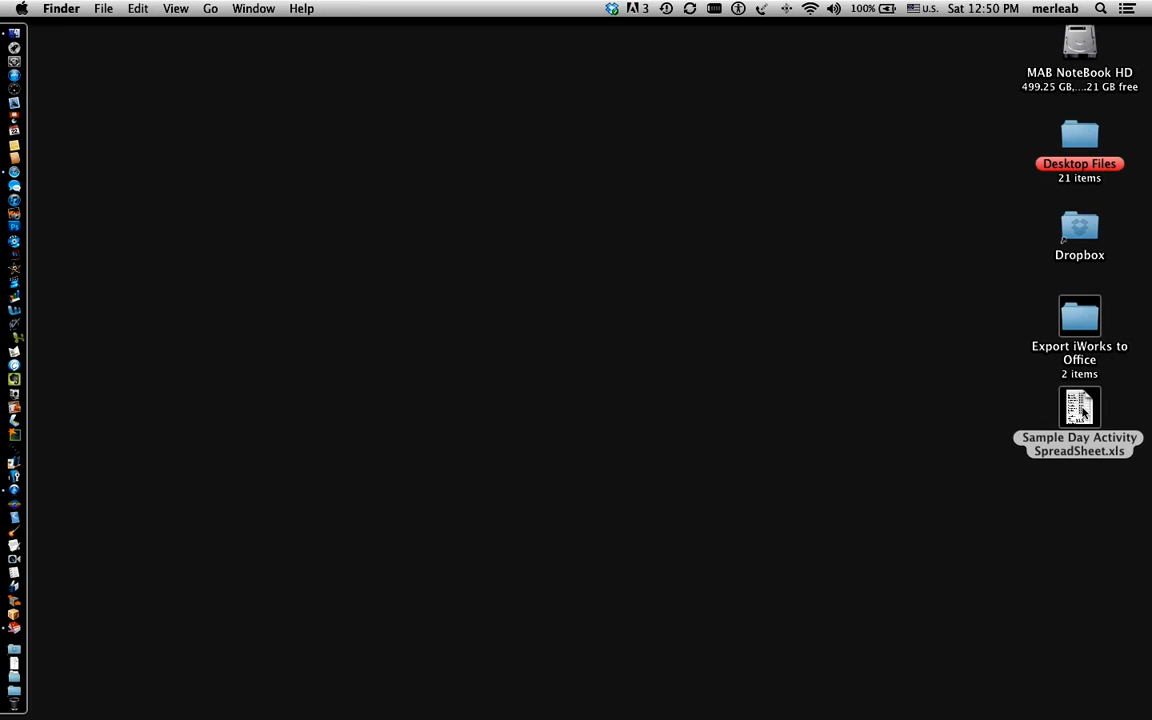 Finder File Edit View Go Window Help 3 100% U.S. Sat 12:50 PM merleab
MAB NoteBook HD
499.25 GB,....21 GB free
Desktop Files
21 items
Dropbox
Export iWorks to
Office
2 items
Sample Day Activity
SpreadSheet.xls